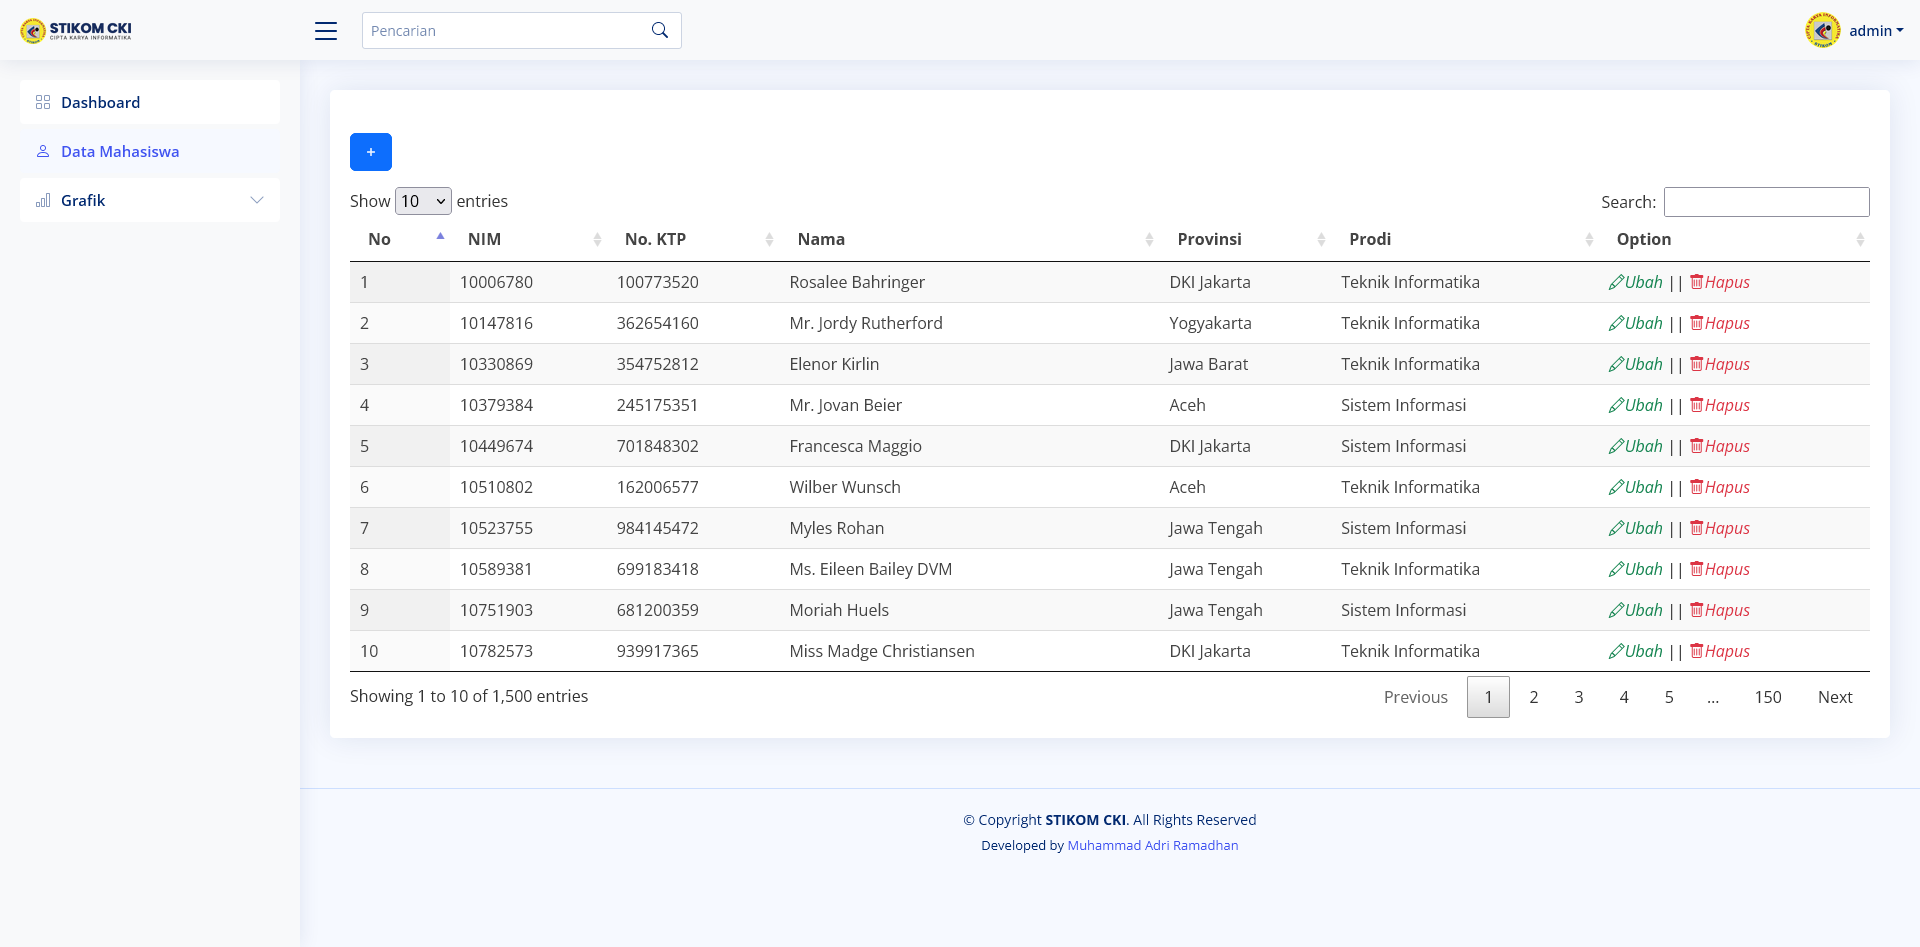 STIKOM CKI
CIPTA KARYA INFORMATIKA
Pencarian
admin
Dashboard
Data Mahasiswa
Grafik
+
Show 10 entries
Search:
No NIM No. KTP Nama Provinsi Prodi Option
1 10006780 100773520 Rosalee Bahringer DKI Jakarta Teknik Informatika Ubah || Hapus
2 10147816 362654160 Mr. Jordy Rutherford Yogyakarta Teknik Informatika Ubah || Hapus
3 10330869 354752812 Elenor Kirlin Jawa Barat Teknik Informatika Ubah || Hapus
4 10379384 245175351 Mr. Jovan Beier Aceh Sistem Informasi Ubah || Hapus
5 10449674 701848302 Francesca Maggio DKI Jakarta Sistem Informasi Ubah || Hapus
6 10510802 162006577 Wilber Wunsch Aceh Teknik Informatika Ubah || Hapus
7 10523755 984145472 Myles Rohan Jawa Tengah Sistem Informasi Ubah || Hapus
8 10589381 699183418 Ms. Eileen Bailey DVM Jawa Tengah Teknik Informatika Ubah || Hapus
9 10751903 681200359 Moriah Huels Jawa Tengah Sistem Informasi Ubah || Hapus
10 10782573 939917365 Miss Madge Christiansen DKI Jakarta Teknik Informatika Ubah || Hapus
Showing 1 to 10 of 1,500 entries
Previous 1 2 3 4 5 … 150 Next
© Copyright STIKOM CKI. All Rights Reserved
Developed by Muhammad Adri Ramadhan